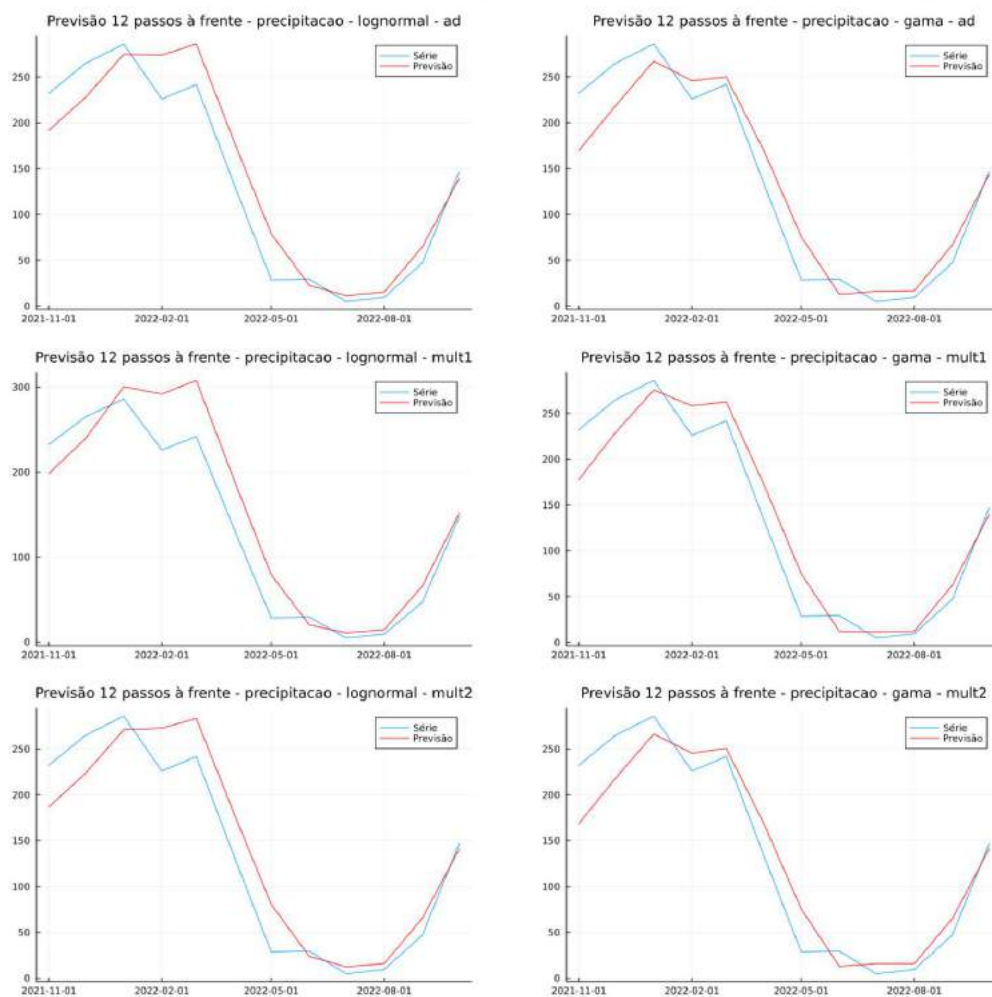 Previsão 12 passos à frente - precipitacao - lognormal - ad
Série
Previsão
250
200
150
100
50
0
2021-11-01 2022-02-01 2022-05-01 2022-08-01
Previsão 12 passos à frente - precipitacao - gama - ad
Série
Previsão
250
200
150
100
50
0
2021-11-01 2022-02-01 2022-05-01 2022-08-01
Previsão 12 passos à frente - precipitacao - lognormal - mult1
Série
Previsão
300
200
100
0
2021-11-01 2022-02-01 2022-05-01 2022-08-01
Previsão 12 passos à frente - precipitacao - gama - mult1
Série
Previsão
250
200
150
100
50
0
2021-11-01 2022-02-01 2022-05-01 2022-08-01
Previsão 12 passos à frente - precipitacao - lognormal - mult2
Série
Previsão
250
200
150
100
50
0
2021-11-01 2022-02-01 2022-05-01 2022-08-01
Previsão 12 passos à frente - precipitacao - gama - mult2
Série
Previsão
250
200
150
100
50
0
2021-11-01 2022-02-01 2022-05-01 2022-08-01